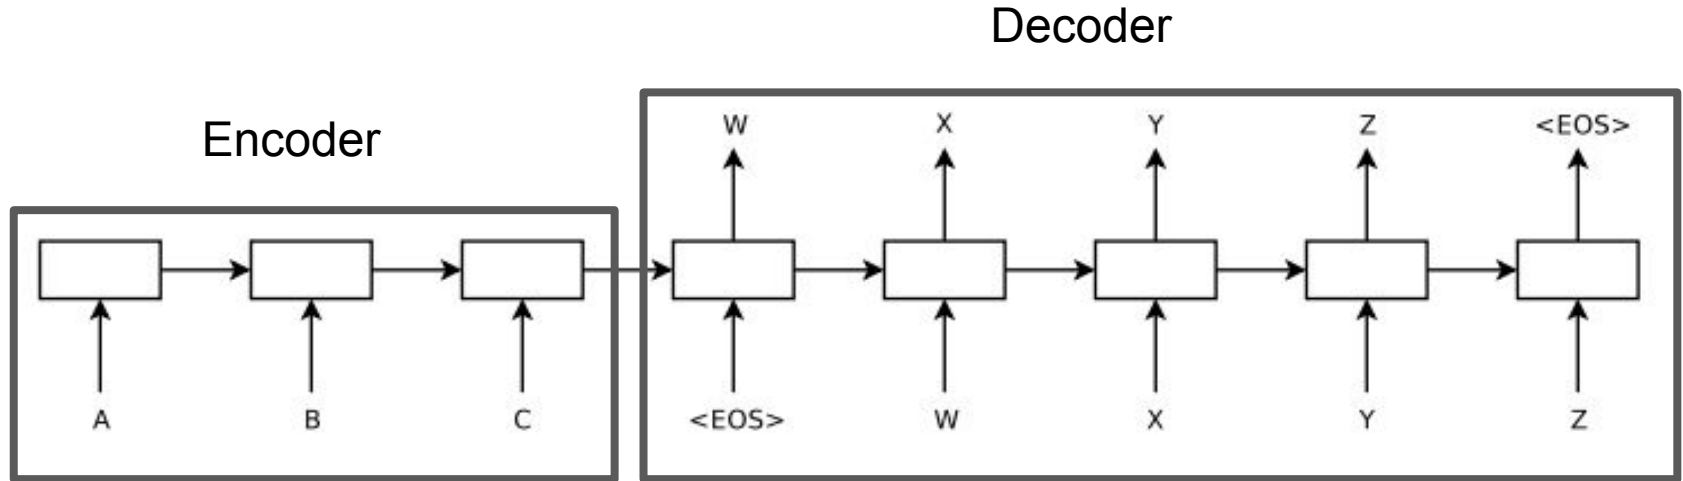 Decoder
Encoder
W X Y Z <EOS>
A B C <EOS> W X Y Z